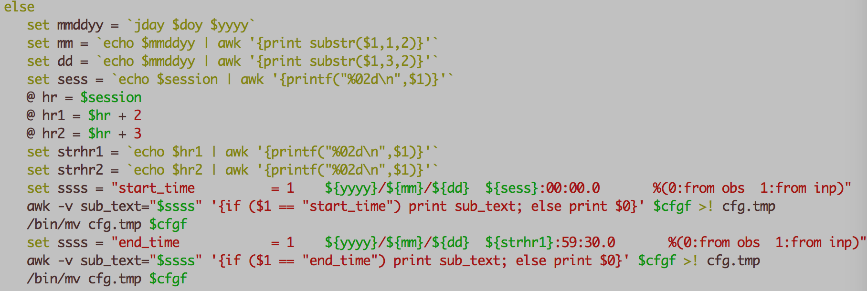 else
   set mmddyy = `jday $doy $yyyy`
   set mm = `echo $mmddyy | awk '{print substr($1,1,2)}'`
   set dd = `echo $mmddyy | awk '{print substr($1,3,2)}'`
   set sess = `echo $session | awk '{printf("%02d\n",$1)}'`
   @ hr = $session
   @ hr1 = $hr + 2
   @ hr2 = $hr + 3
   set strhr1 = `echo $hr1 | awk '{printf("%02d\n",$1)}'`
   set strhr2 = `echo $hr2 | awk '{printf("%02d\n",$1)}'`
   set ssss = "start_time          = 1    ${yyyy}/${mm}/${dd}  ${sess}:00:00.0       %(0:from obs  1:from inp)"
   awk -v sub_text="$ssss" '{if ($1 == "start_time") print sub_text; else print $0}' $cfgf >! cfg.tmp
   /bin/mv cfg.tmp $cfgf
   set ssss = "end_time            = 1    ${yyyy}/${mm}/${dd}  ${strhr1}:59:30.0       %(0:from obs  1:from inp)"
   awk -v sub_text="$ssss" '{if ($1 == "end_time") print sub_text; else print $0}' $cfgf >! cfg.tmp
   /bin/mv cfg.tmp $cfgf